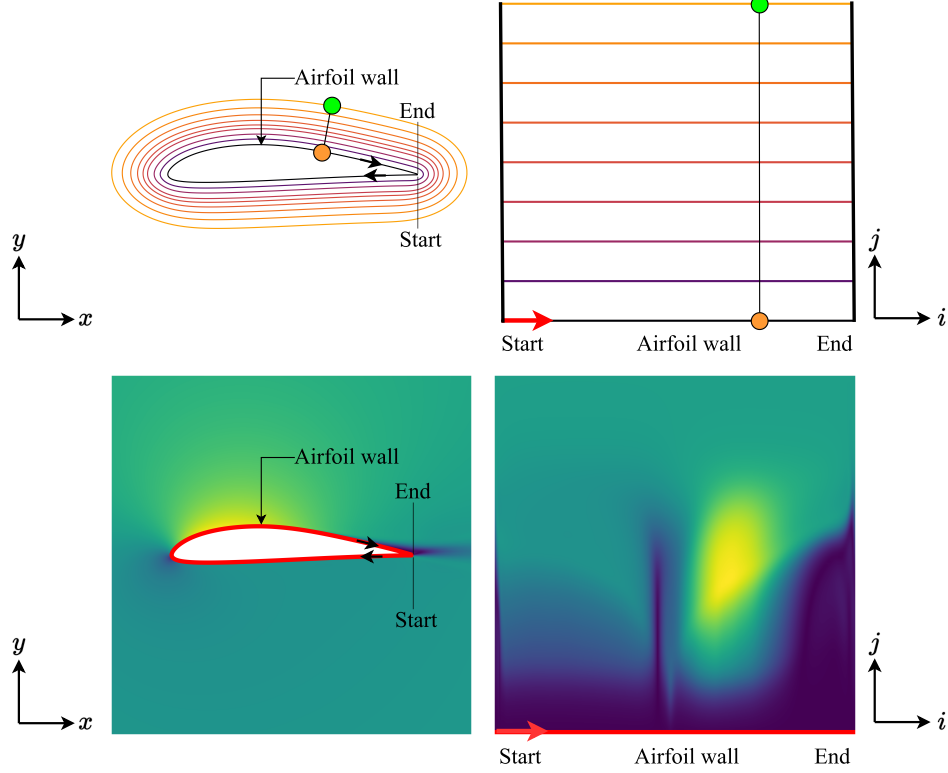 Airfoil wall
End
Start
y
x
j
i
Start
Airfoil wall
End
Airfoil wall
End
Start
y
x
j
i
Start
Airfoil wall
End